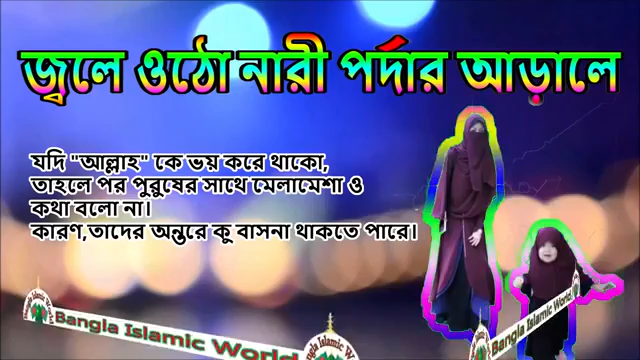 জ্বলে ওঠো নারী পর্দার আড়ালে
যদি "আল্লাহ" কে ভয় করে থাকো,
তাহলে পর পুরুষের সাথে মেলামেশা ও
কথা বলো না।
কারণ,তাদের অন্তরে কু বাসনা থাকতে পারে।
Bangla Islamic World
Bangla Islamic World